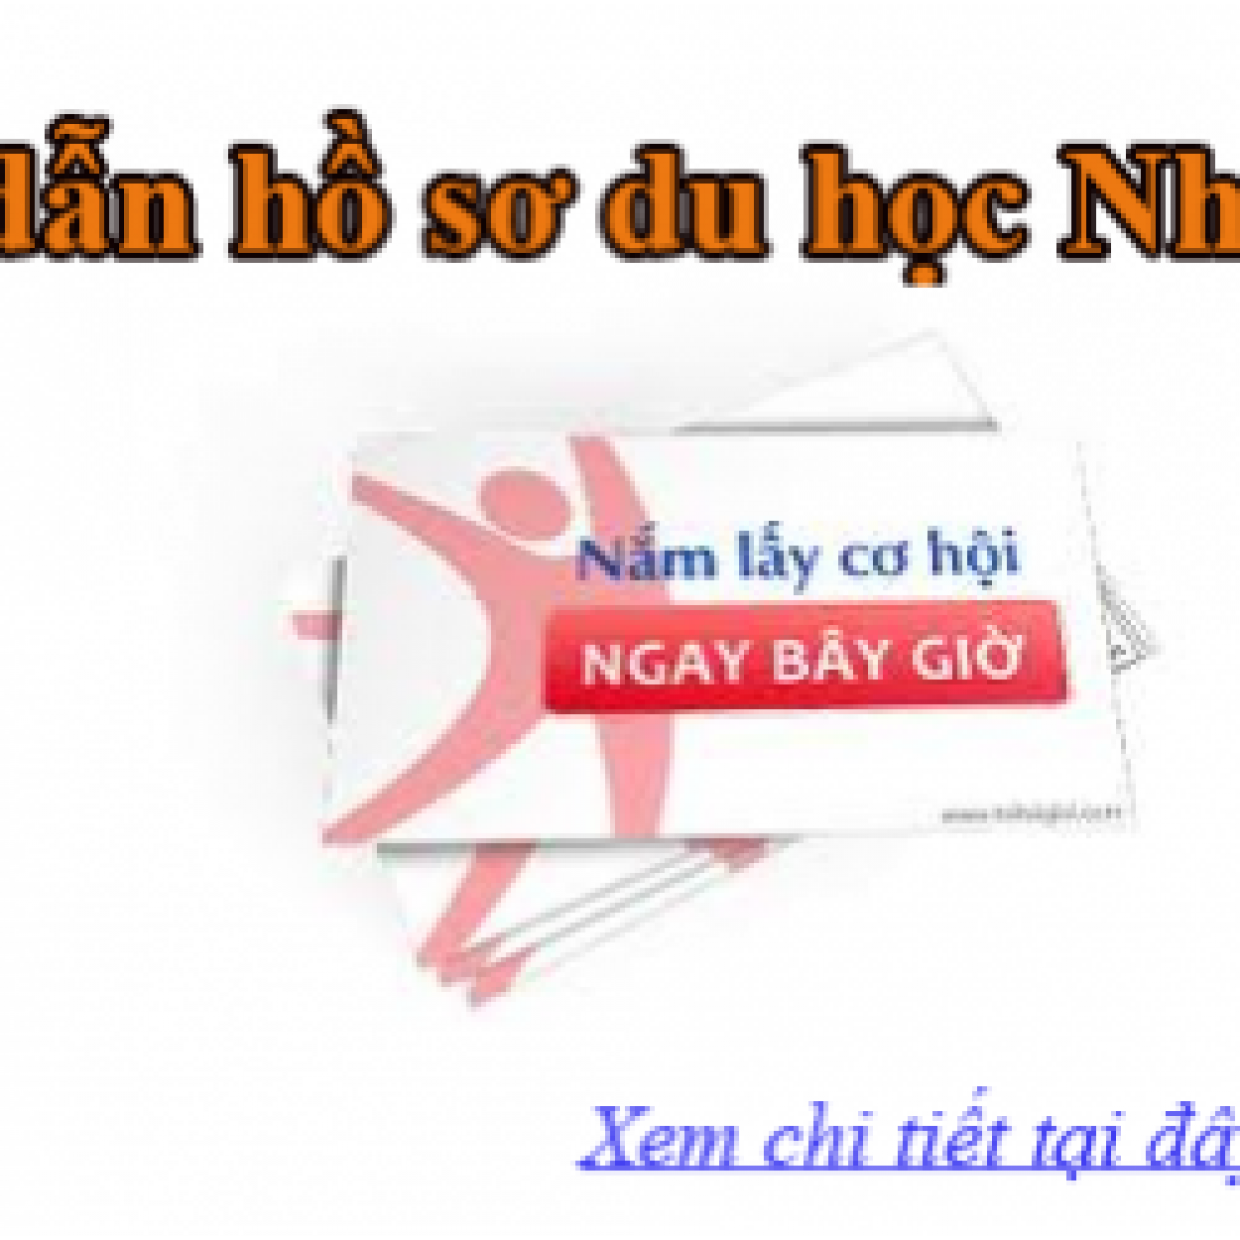 dẫn hồ sơ du học Nh
Nắm lấy cơ hội
NGAY BÂY GIỜ
Xem chi tiết tại đâ